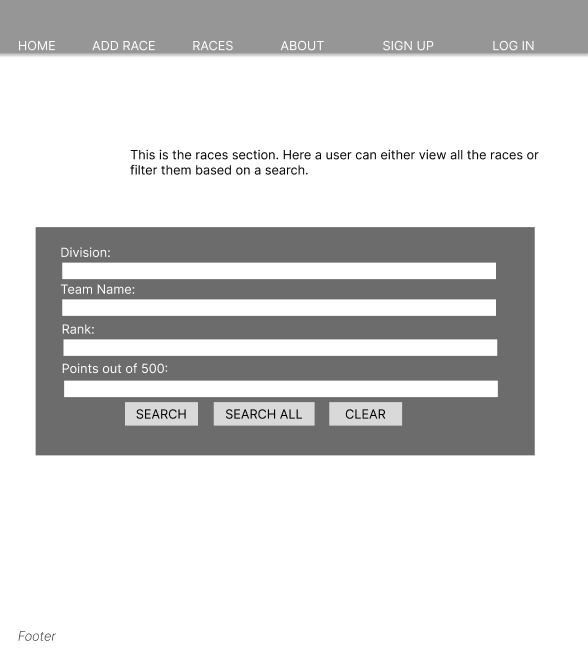 HOME ADD RACE RACES ABOUT SIGN UP LOG IN
This is the races section. Here a user can either view all the races or
filter them based on a search.
Division:
Team Name:
Rank:
Points out of 500:
SEARCH SEARCH ALL CLEAR
Footer